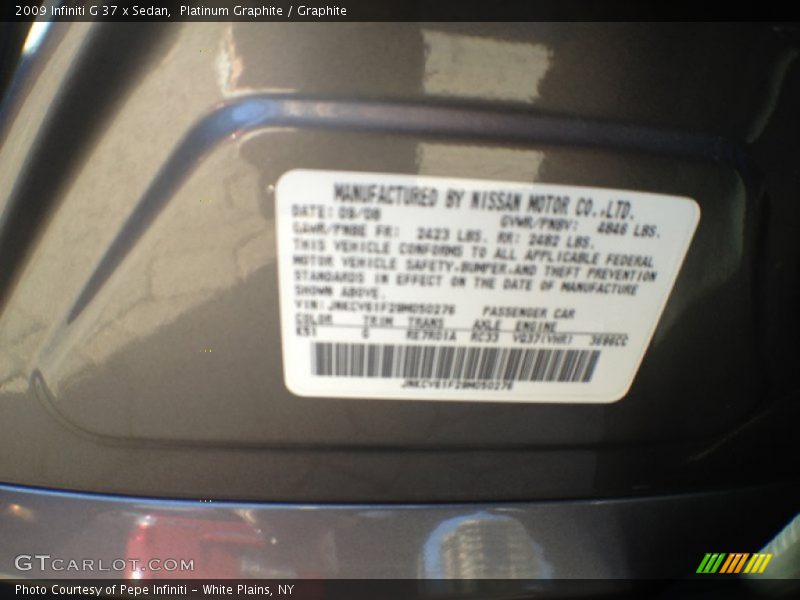 2009 Infiniti G 37 x Sedan, Platinum Graphite / Graphite
MANUFACTURED BY NISSAN MOTOR CO.,LTD.
DATE: 08/08 GVWR/PNBV: 4846 LBS.
GAWR/PNBE FR: 2423 LBS. RR: 2482 LBS.
THIS VEHICLE CONFORMS TO ALL APPLICABLE FEDERAL
MOTOR VEHICLE SAFETY,BUMPER,AND THEFT PREVENTION
STANDARDS IN EFFECT ON THE DATE OF MANUFACTURE
SHOWN ABOVE.
VIN: JNKCV61F29M050276 PASSENGER CAR
COLOR TRIM TRANS AXLE ENGINE
K51 G RE7R01A RC33 VQ37(VHR) 3696CC
JNKCV61F29M050276
GTCARLOT.COM
Photo Courtesy of Pepe Infiniti - White Plains, NY